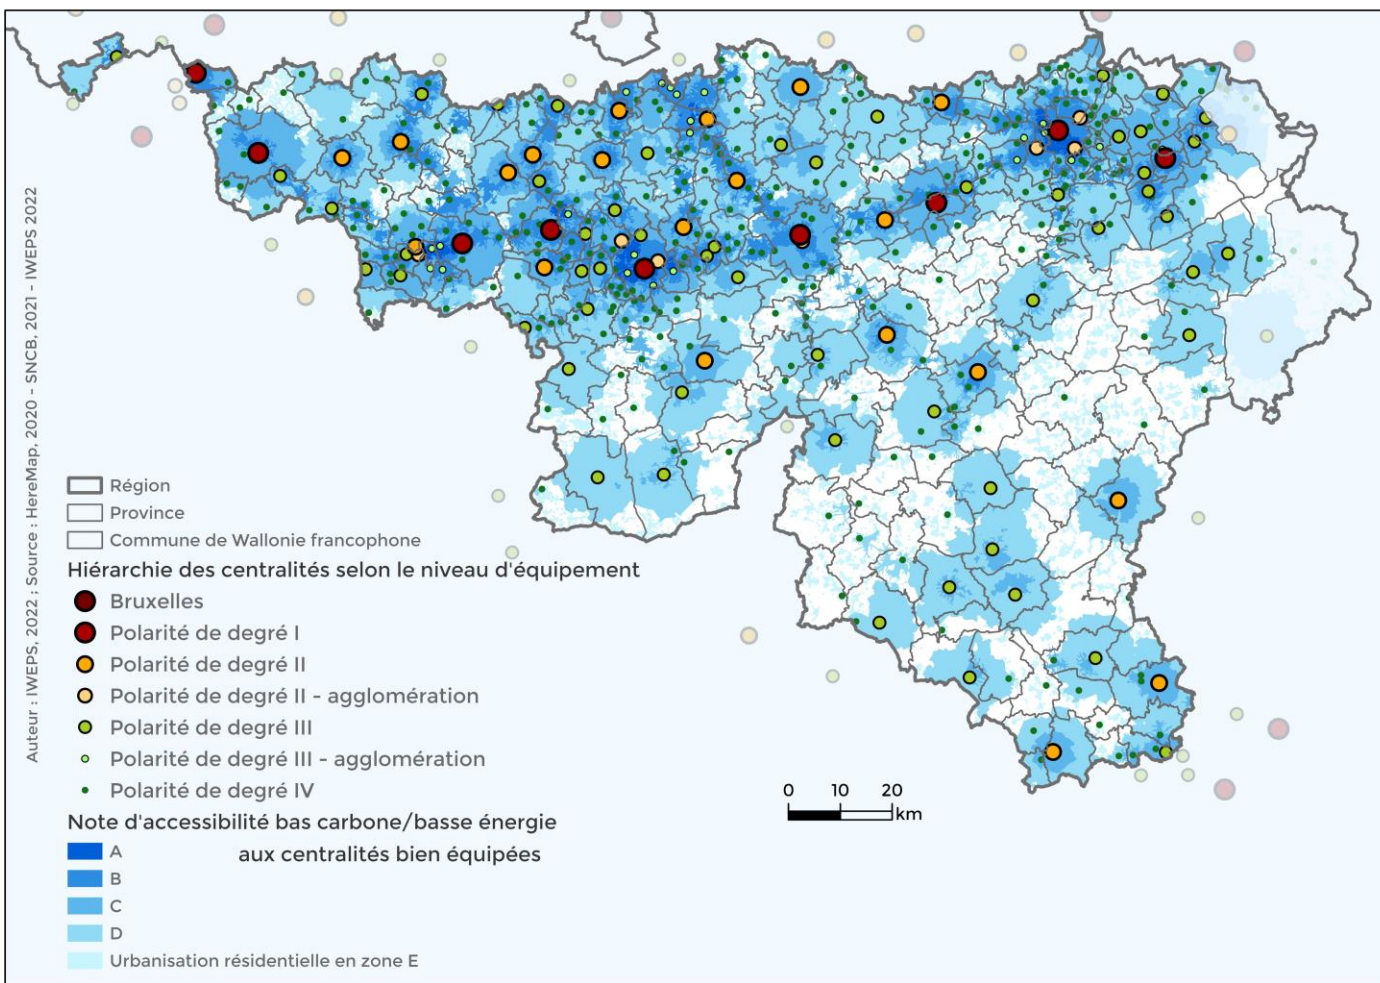 Auteur : IWEPS, 2022 ; Source : HereMap, 2020 - SNCB, 2021 - IWEPS 2022
Région
Province
Commune de Wallonie francophone
Hiérarchie des centralités selon le niveau d'équipement
Bruxelles
Polarité de degré I
Polarité de degré II
Polarité de degré II - agglomération
Polarité de degré III
Polarité de degré III - agglomération
Polarité de degré IV
Note d'accessibilité bas carbone/basse énergie
aux centralités bien équipées
A
B
C
D
Urbanisation résidentielle en zone E
0 10 20
km